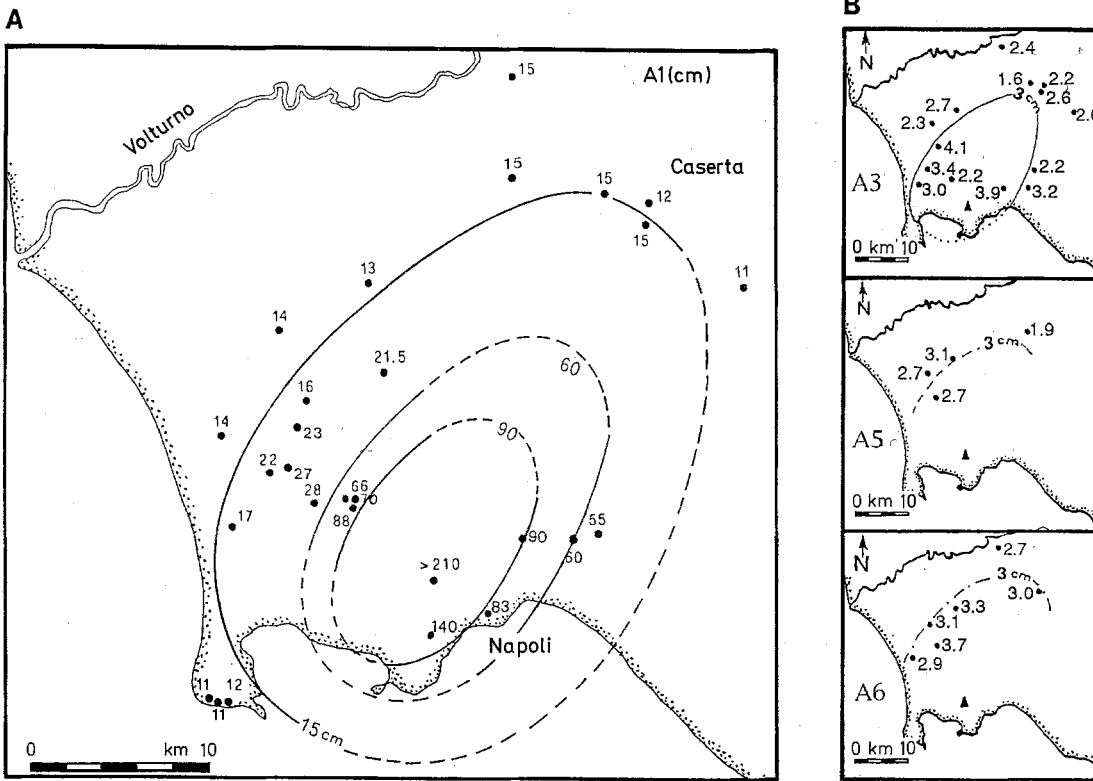 A
A1(cm)
15
Volturno
15
Caserta
15
12
15
11
13
14
21.5
60
16
90
14
23
22
27
28
66
70
88
17
55
90
60
>210
83
140
Napoli
11
12
11
15cm
0 km 10
B
N
2.4
1.6
2.2
3 cm
2.6
2.7
2.3
4.1
3.4
2.2
2.2
A3
3.0
3.9
3.2
0 km 10
N
1.9
3 cm
3.1
2.7
2.7
A5
0 km 10
N
2.7
3 cm
3.0
3.3
3.1
3.7
2.9
A6
0 km 10